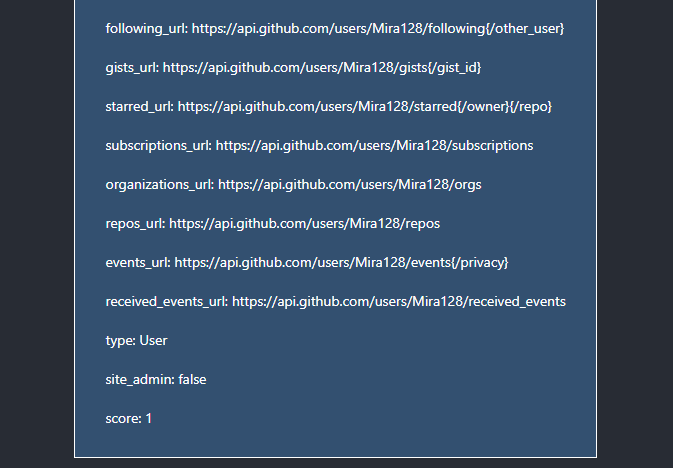 following_url: https://api.github.com/users/Mira128/following{/other_user}
gists_url: https://api.github.com/users/Mira128/gists{/gist_id}
starred_url: https://api.github.com/users/Mira128/starred{/owner}{/repo}
subscriptions_url: https://api.github.com/users/Mira128/subscriptions
organizations_url: https://api.github.com/users/Mira128/orgs
repos_url: https://api.github.com/users/Mira128/repos
events_url: https://api.github.com/users/Mira128/events{/privacy}
received_events_url: https://api.github.com/users/Mira128/received_events
type: User
site_admin: false
score: 1